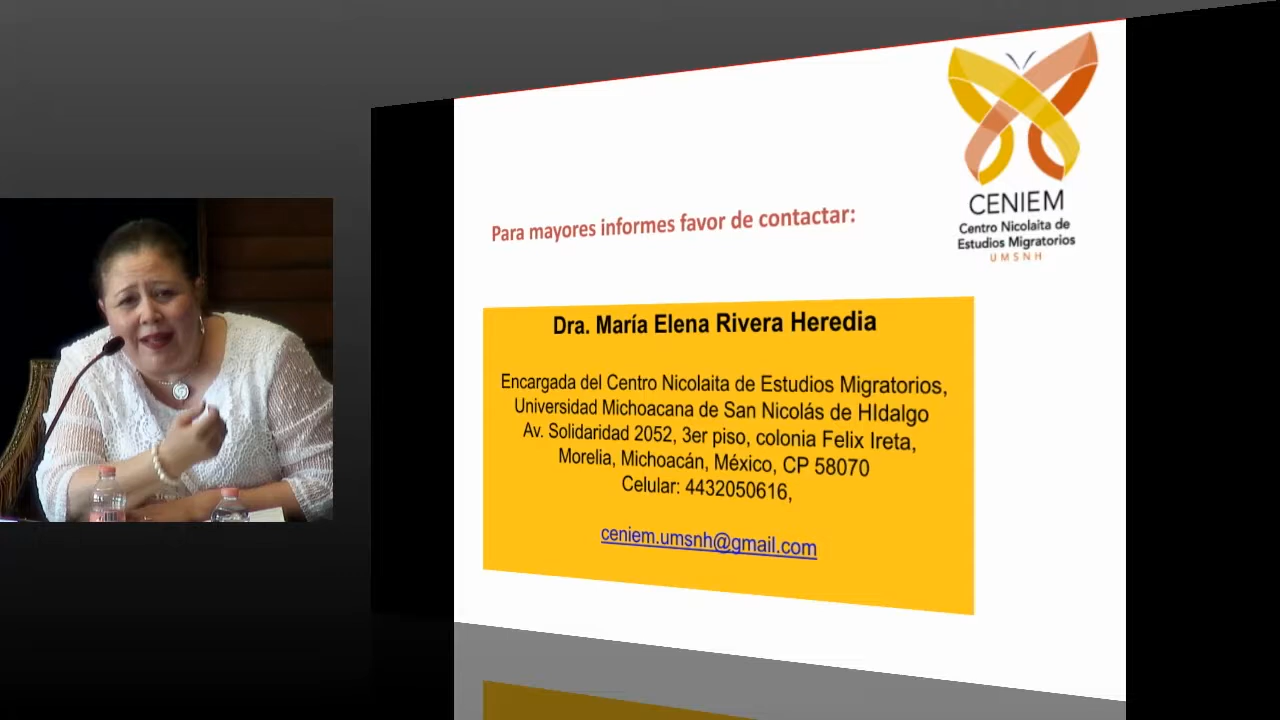 CENIEM
Centro Nicolaita de
Estudios Migratorios
UMSNH
Para mayores informes favor de contactar:
Dra. María Elena Rivera Heredia
Encargada del Centro Nicolaita de Estudios Migratorios,
Universidad Michoacana de San Nicolás de HIdalgo
Av. Solidaridad 2052, 3er piso, colonia Felix Ireta,
Morelia, Michoacán, México, CP 58070
Celular: 4432050616,
ceniem.umsnh@gmail.com